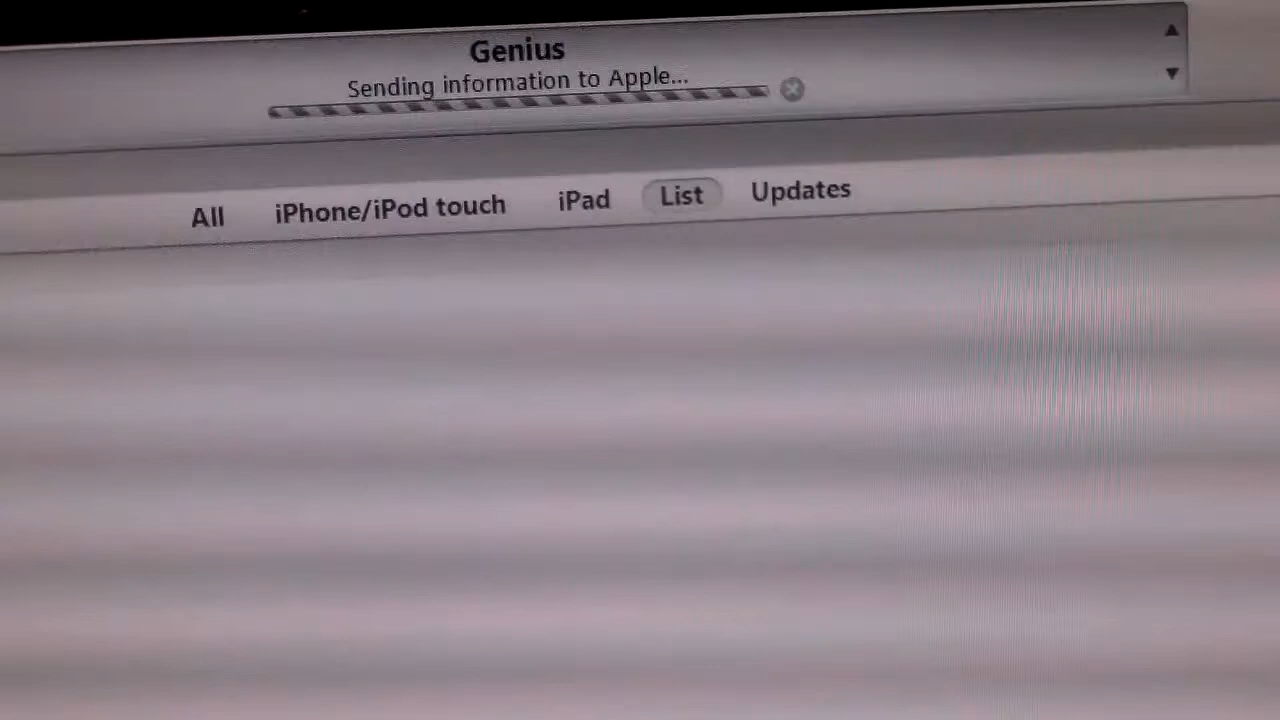 Genius
Sending information to Apple...
All iPhone/iPod touch iPad List Updates